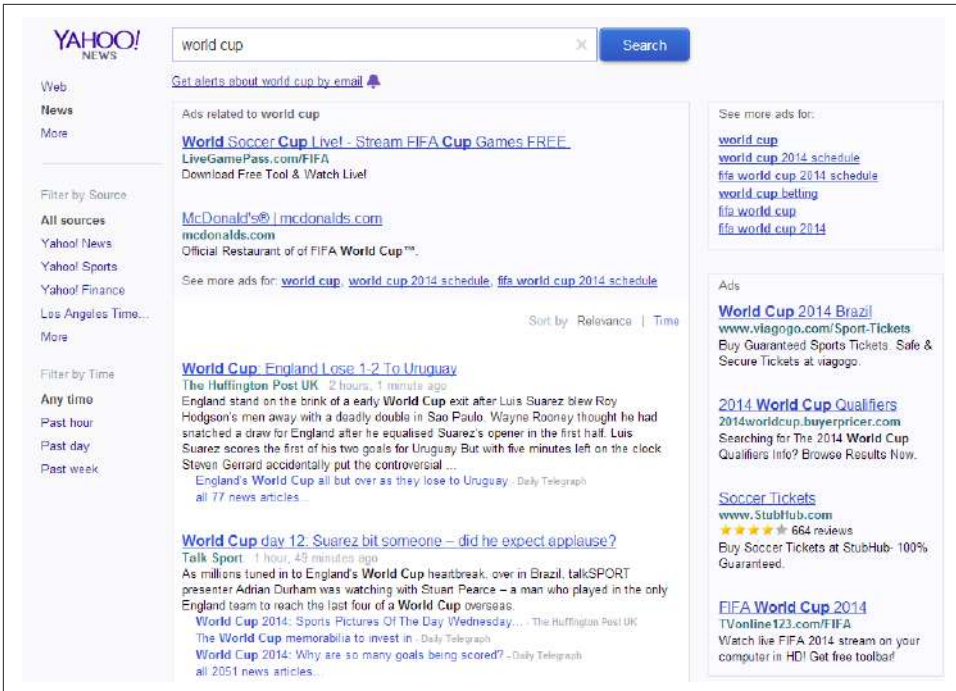 YAHOO!
NEWS
world cup
Search
Get alerts about world cup by email
Web
News
More
Filter by Source
All sources
Yahoo! News
Yahoo! Sports
Yahoo! Finance
Los Angeles Time...
More
Filter by Time
Any time
Past hour
Past day
Past week
Ads related to world cup
World Soccer Cup Live! - Stream FIFA Cup Games FREE
LiveGamePass.com/FIFA
Download Free Tool & Watch Live!
McDonald's® | mcdonalds.com
mcdonalds.com
Official Restaurant of of FIFA World Cup™.
See more ads for: world cup, world cup 2014 schedule, fifa world cup 2014 schedule
Sort by Relevance | Time
World Cup: England Lose 1-2 To Uruguay
The Huffington Post UK 2 hours, 1 minute ago
England stand on the brink of a early World Cup exit after Luis Suarez blew Roy
Hodgson's men away with a deadly double in Sao Paulo. Wayne Rooney thought he had
snatched a draw for England after he equalised Suarez's opener in the first half. Luis
Suarez scores the first of his two goals for Uruguay But with five minutes left on the clock
Steven Gerrard accidentally put the controversial ...
England's World Cup all but over as they lose to Uruguay - Daily Telegraph
all 77 news articles...
World Cup day 12: Suarez bit someone – did he expect applause?
Talk Sport 1 hour, 49 minutes ago
As millions tuned in to England's World Cup heartbreak, over in Brazil, talkSPORT
presenter Adrian Durham was watching with Stuart Pearce – a man who played in the only
England team to reach the last four of a World Cup overseas.
World Cup 2014: Sports Pictures Of The Day Wednesday... - The Huffington Post UK
The World Cup memorabilia to invest in - Daily Telegraph
World Cup 2014: Why are so many goals being scored? - Daily Telegraph
all 2051 news articles...
See more ads for:
world cup
world cup 2014 schedule
fifa world cup 2014 schedule
world cup betting
fifa world cup
fifa world cup 2014
Ads
World Cup 2014 Brazil
www.viagogo.com/Sport-Tickets
Buy Guaranteed Sports Tickets. Safe &
Secure Tickets at viagogo.
2014 World Cup Qualifiers
2014worldcup.buyerpricer.com
Searching for The 2014 World Cup
Qualifiers Info? Browse Results Now.
Soccer Tickets
www.StubHub.com
664 reviews
Buy Soccer Tickets at StubHub- 100%
Guaranteed.
FIFA World Cup 2014
TVonline123.com/FIFA
Watch live FIFA 2014 stream on your
computer in HD! Get free toolbar!